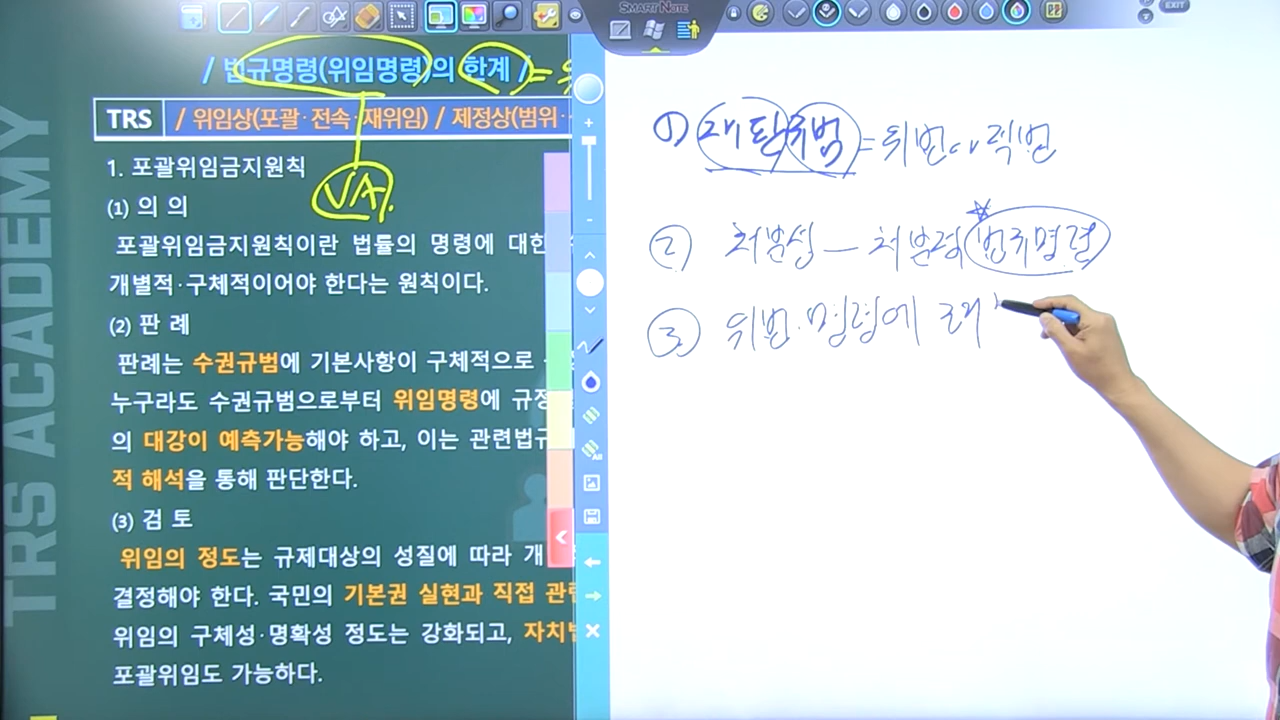 SMART NOTE
EXIT
TRS ACADEMY
/ 법규명령(위임명령)의 한계 / =
TRS / 위임상(포괄·전속·재위임) / 제정상(범위·
VA
1. 포괄위임금지원칙
(1) 의 의
포괄위임금지원칙이란 법률의 명령에 대한
개별적·구체적이어야 한다는 원칙이다.
(2) 판 례
판례는 수권규범에 기본사항이 구체적으로
누구라도 수권규범으로부터 위임명령에 규정
의 대강이 예측가능해야 하고, 이는 관련법규
적 해석을 통해 판단한다.
(3) 검 토
위임의 정도는 규제대상의 성질에 따라 개
결정해야 한다. 국민의 기본권 실현과 직접 관련
위임의 구체성·명확성 정도는 강화되고, 자치법
포괄위임도 가능하다.
All
① 재판규범 = 위법 or 적법
② 처분성 – 처분적 법규명령
③ 위법·명령에